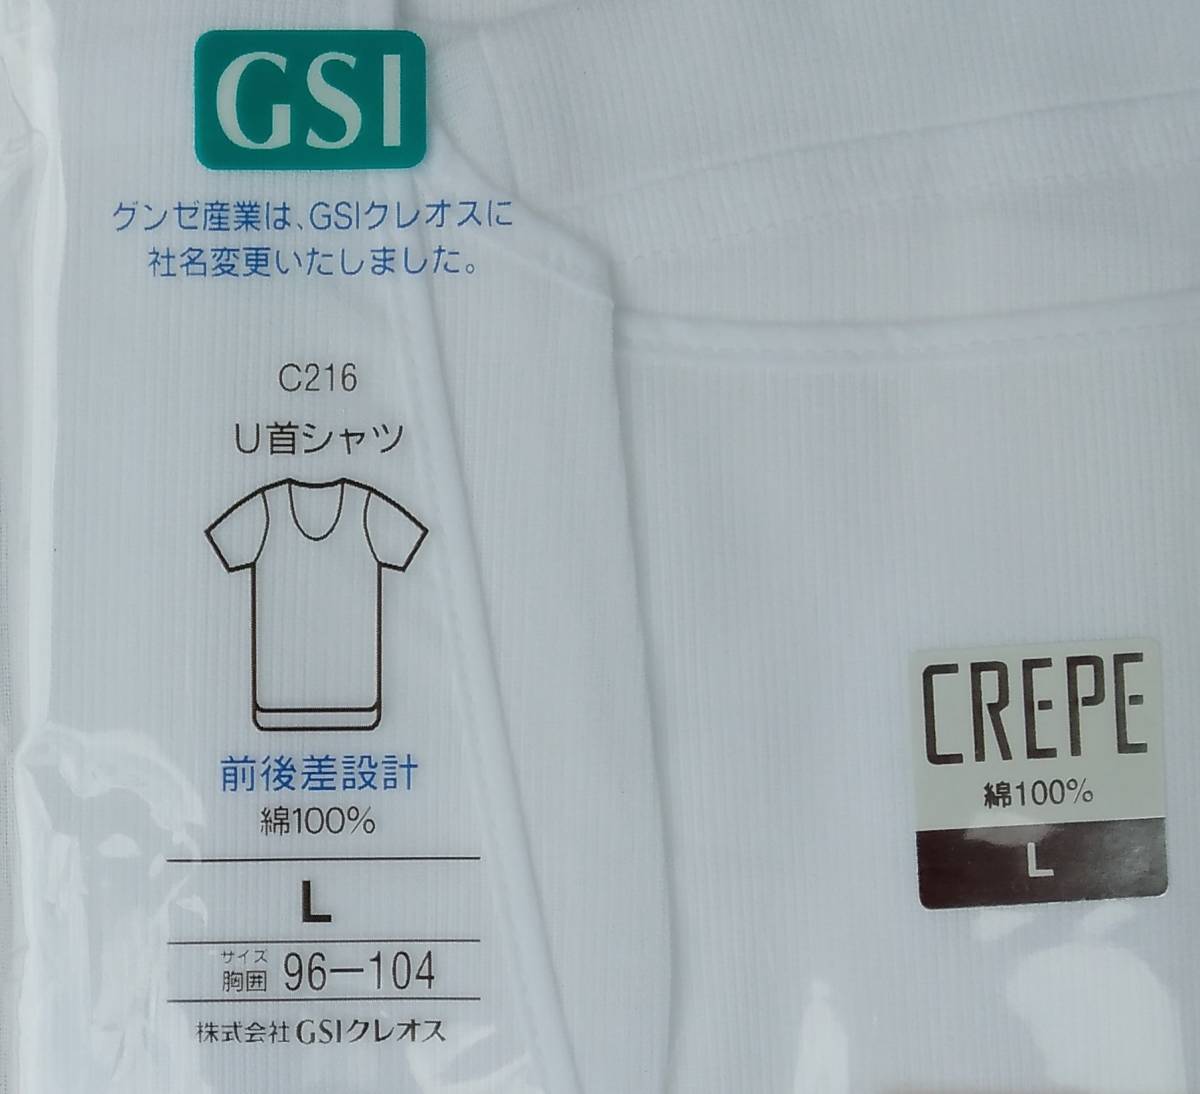 GSI
グンゼ産業は、GSIクレオスに
社名変更いたしました。
C216
U首シャツ
前後差設計
綿100%
L
サイズ
胸囲 96-104
株式会社GSIクレオス
CREPE
綿100%
L